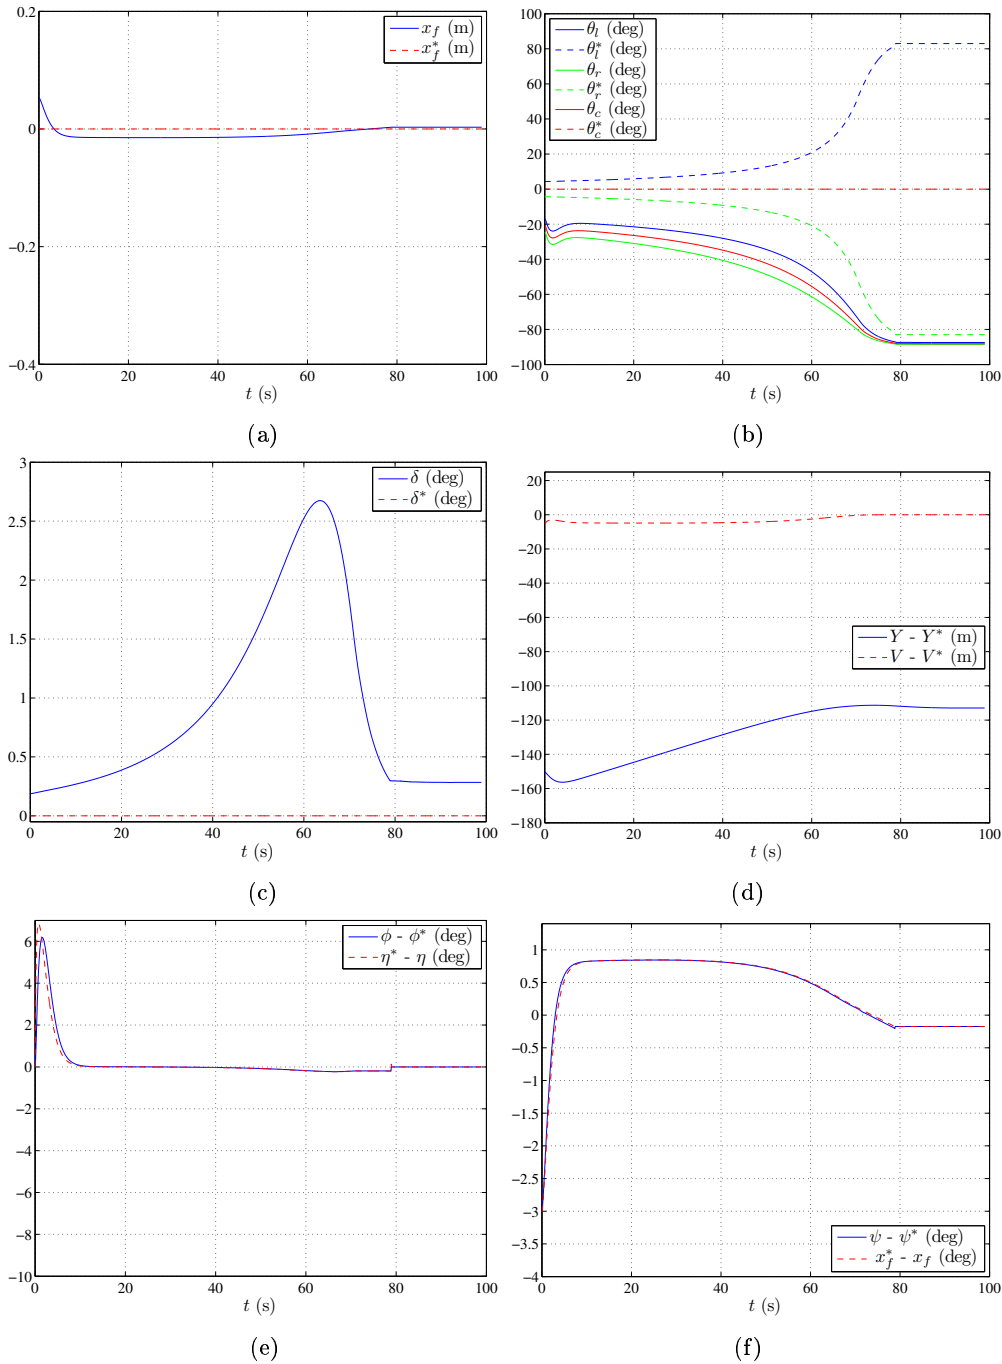 0.2
0
−0.2
−0.4
0 20 40 60 80 100
x_f (m)
x_f^* (m)
t (s)
(a)
100
80
60
40
20
0
−20
−40
−60
−80
−100
0 20 40 60 80 100
θ_l (deg)
θ_l^* (deg)
θ_r (deg)
θ_r^* (deg)
θ_c (deg)
θ_c^* (deg)
t (s)
(b)
3
2.5
2
1.5
1
0.5
0
0 20 40 60 80 100
δ (deg)
δ* (deg)
t (s)
(c)
20
0
−20
−40
−60
−80
−100
−120
−140
−160
−180
0 20 40 60 80 100
Y - Y* (m)
V - V* (m)
t (s)
(d)
6
4
2
0
−2
−4
−6
−8
−10
0 20 40 60 80 100
ϕ - ϕ* (deg)
η* - η (deg)
t (s)
(e)
1
0.5
0
−0.5
−1
−1.5
−2
−2.5
−3
−3.5
−4
0 20 40 60 80 100
ψ - ψ* (deg)
x_f^* - x_f (deg)
t (s)
(f)